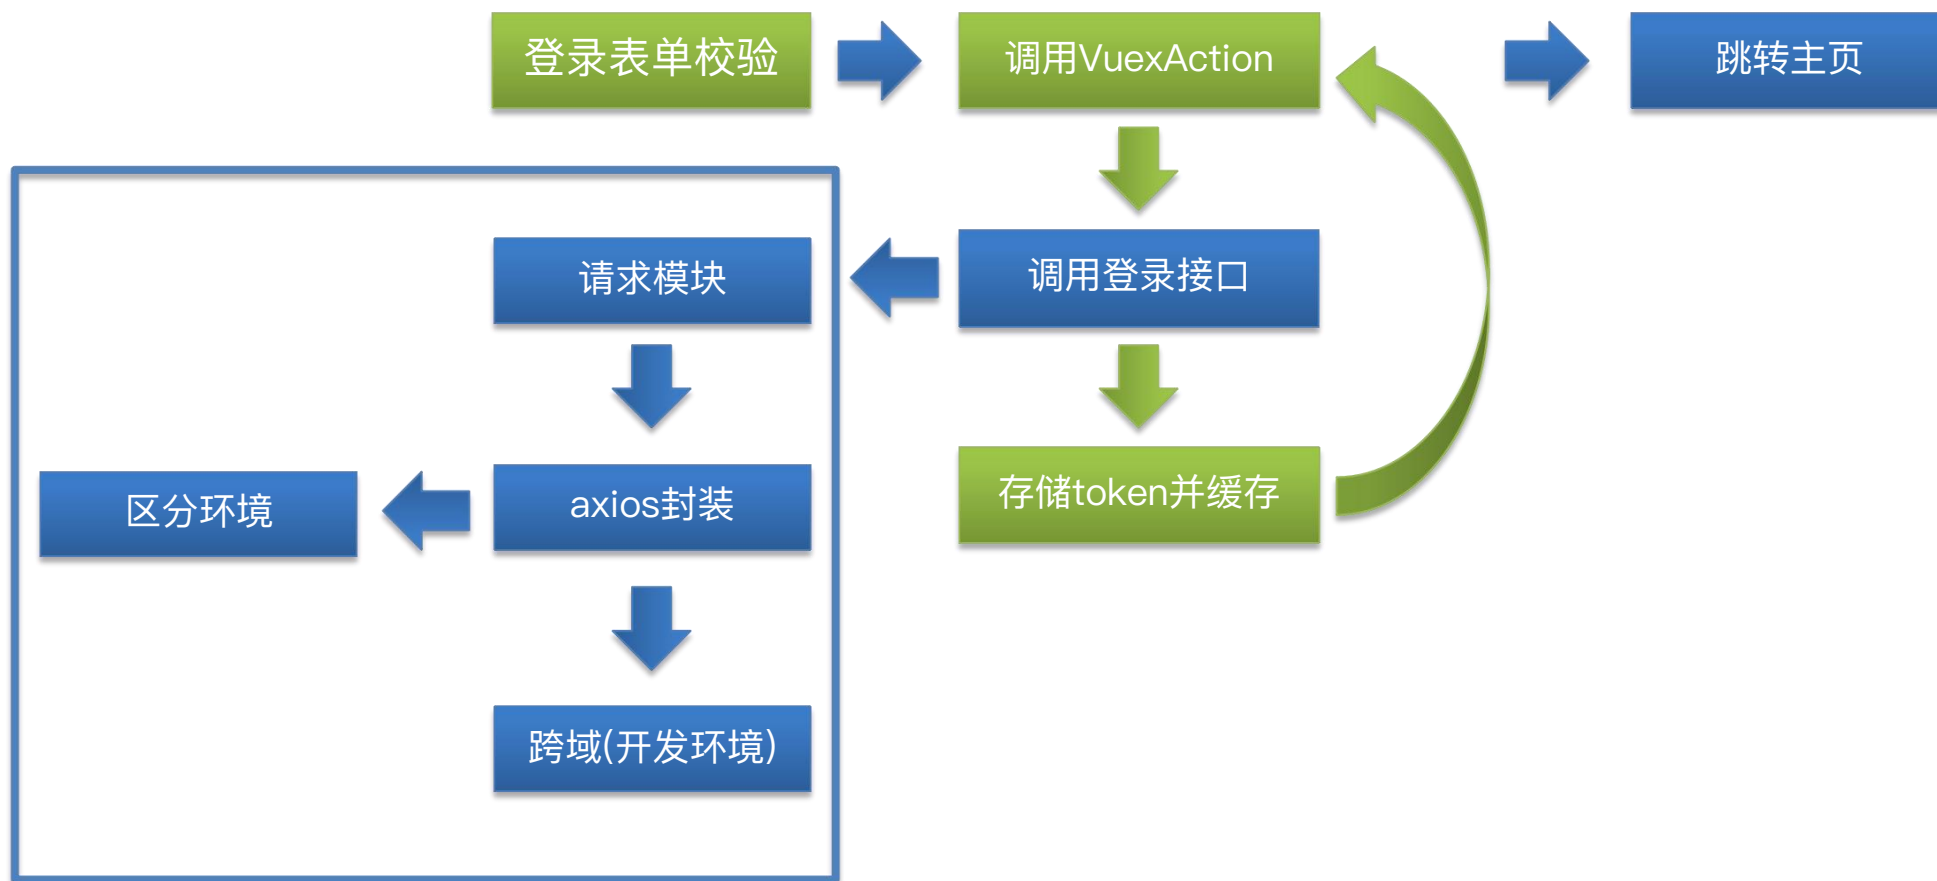 登录表单校验
调用VuexAction
跳转主页
请求模块
调用登录接口
区分环境
axios封装
存储token并缓存
跨域(开发环境)